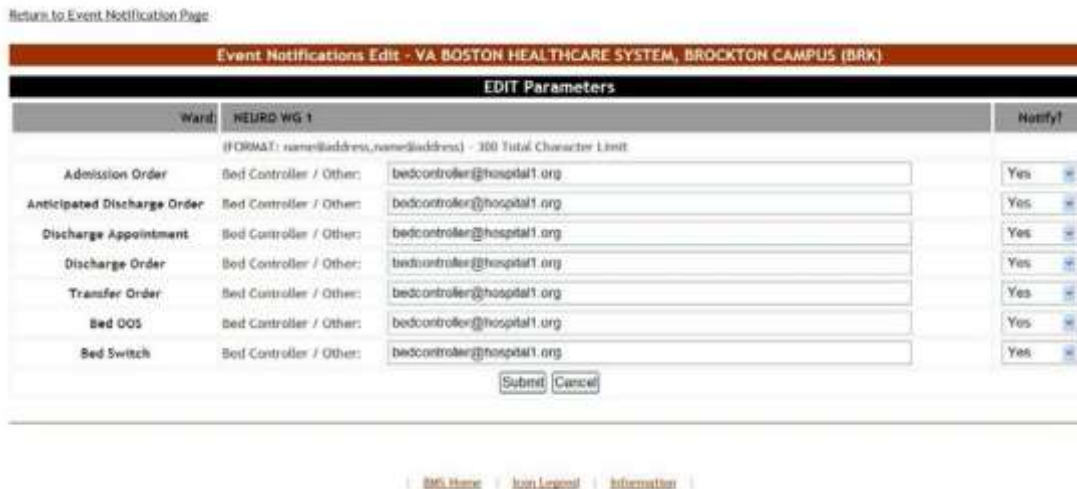 Return to Event Notification Page
Event Notifications Edit - VA BOSTON HEALTHCARE SYSTEM, BROCKTON CAMPUS (BRK)
EDIT Parameters
Ward: NEURO WG 1 Notify?
(FORMAT: name@address,name@address) - 300 Total Character Limit
Admission Order Bed Controller / Other: bedcontroller@hospital1.org Yes
Anticipated Discharge Order Bed Controller / Other: bedcontroller@hospital1.org Yes
Discharge Appointment Bed Controller / Other: bedcontroller@hospital1.org Yes
Discharge Order Bed Controller / Other: bedcontroller@hospital1.org Yes
Transfer Order Bed Controller / Other: bedcontroller@hospital1.org Yes
Bed OOS Bed Controller / Other: bedcontroller@hospital1.org Yes
Bed Switch Bed Controller / Other: bedcontroller@hospital1.org Yes
Submit Cancel
| BMS Home | Icon Legend | Information |